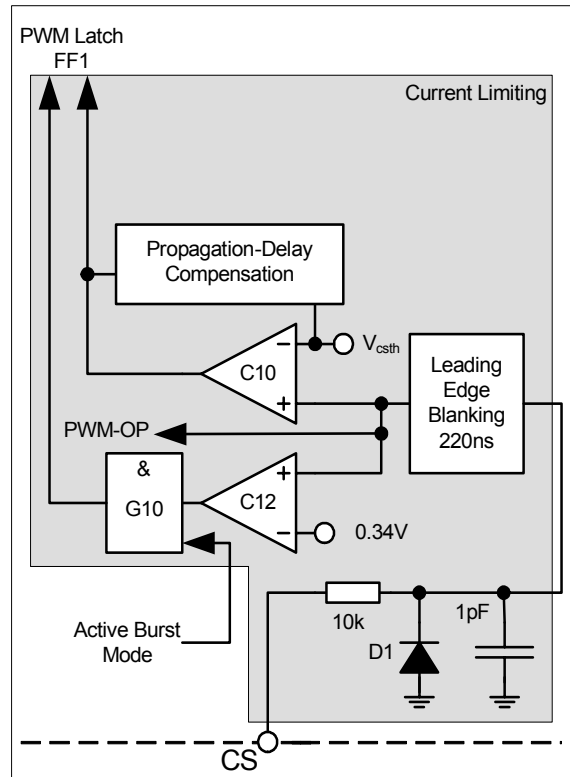 PWM Latch
FF1
Current Limiting
Propagation-Delay
Compensation
V_csth
C10
Leading
Edge
Blanking
220ns
PWM-OP
&
G10
C12
0.34V
Active Burst
Mode
10k
1pF
D1
CS